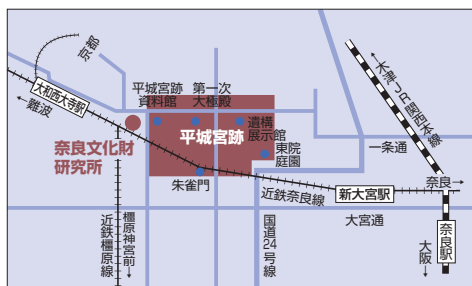 京都
大和西大寺駅
←難波
平城宮跡
資料館
第一次
大極殿
遺構
展示館
平城宮跡
東院
庭園
奈良文化財
研究所
朱雀門
←木津
JR関西本線
一条通
奈良→
新大宮駅
近鉄奈良線
大宮通
国道24号線
近鉄橿原線
橿原神宮前→
奈良駅
大阪→